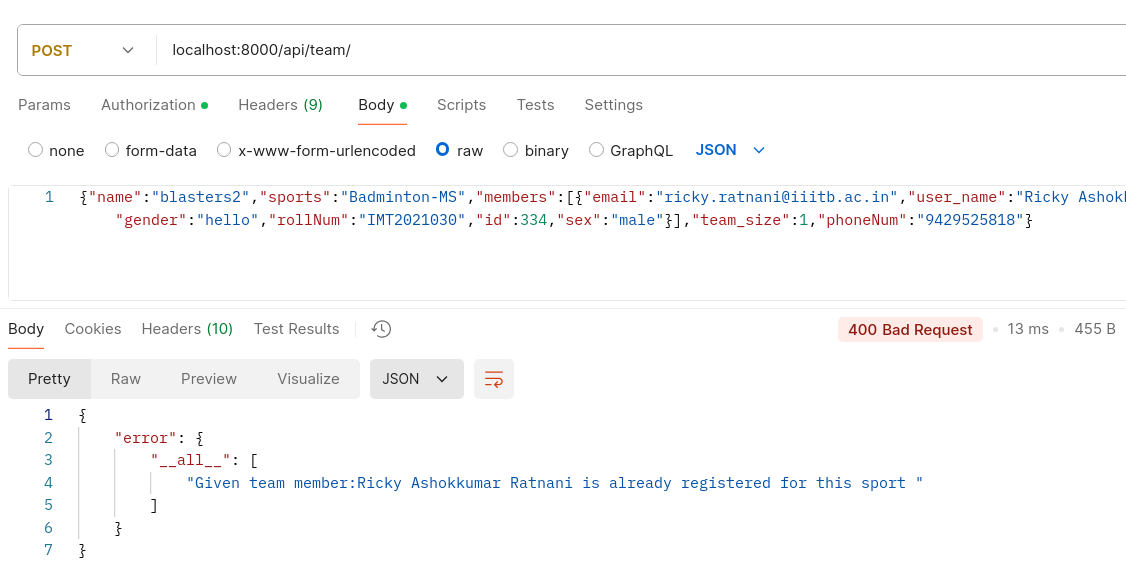 POST localhost:8000/api/team/
Params Authorization Headers (9) Body Scripts Tests Settings
none form-data x-www-form-urlencoded raw binary GraphQL JSON
1 {"name":"blasters2","sports":"Badminton-MS","members":[{"email":"ricky.ratnani@iiitb.ac.in","user_name":"Ricky Ashok
"gender":"hello","rollNum":"IMT2021030","id":334,"sex":"male"}],"team_size":1,"phoneNum":"9429525818"}
Body Cookies Headers (10) Test Results 400 Bad Request 13 ms 455 B
Pretty Raw Preview Visualize JSON
1 {
2 "error": {
3 "__all__": [
4 "Given team member:Ricky Ashokkumar Ratnani is already registered for this sport "
5 ]
6 }
7 }